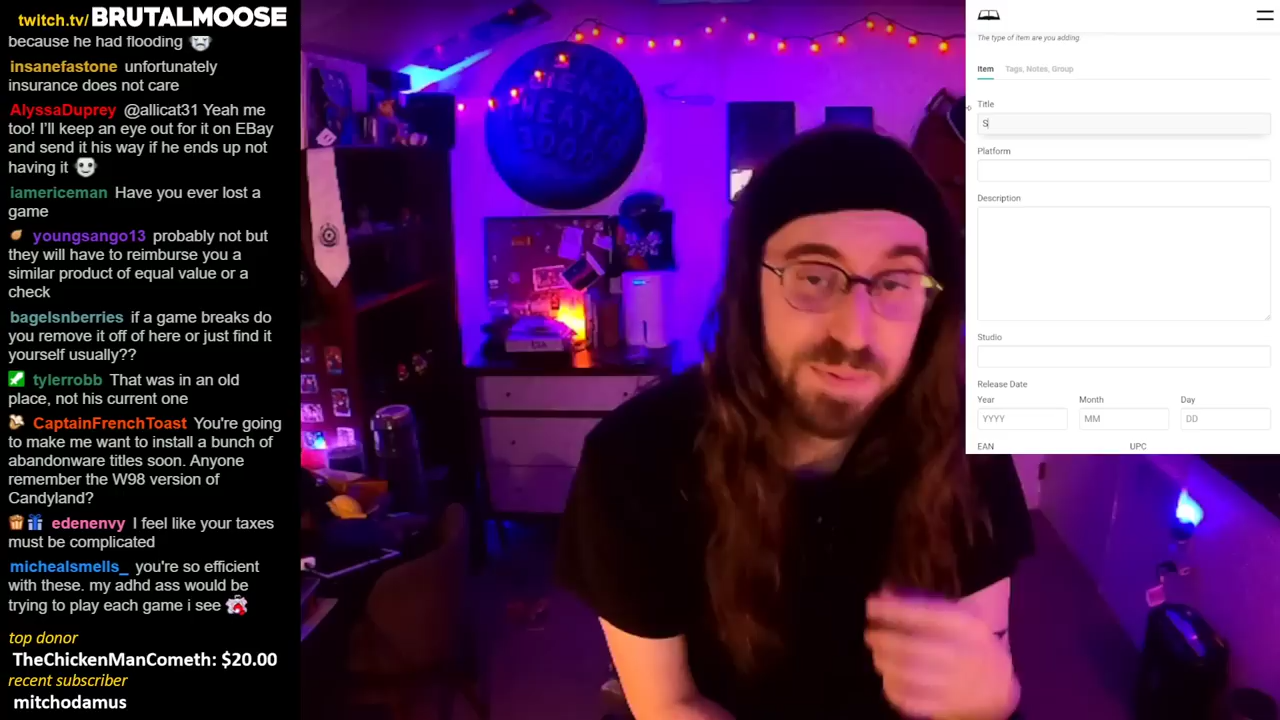 twitch.tv/BRUTALMOOSE
because he had flooding
insanefastone unfortunately
insurance does not care
AlyssaDuprey @allicat31 Yeah me
too! I'll keep an eye out for it on EBay
and send it his way if he ends up not
having it
iamericeman Have you ever lost a
game
youngsango13 probably not but
they will have to reimburse you a
similar product of equal value or a
check
bagelsnberries if a game breaks do
you remove it off of here or just find it
yourself usually??
tylerrobb That was in an old
place, not his current one
CaptainFrenchToast You're going
to make me want to install a bunch of
abandonware titles soon. Anyone
remember the W98 version of
Candyland?
edenenvy I feel like your taxes
must be complicated
michealsmells_ you're so efficient
with these. my adhd ass would be
trying to play each game i see
top donor
TheChickenManCometh: $20.00
recent subscriber
mitchodamus
The type of item are you adding
Item Tags, Notes, Group
Title
S
Platform
Description
Studio
Release Date
Year Month Day
YYYY MM DD
EAN UPC